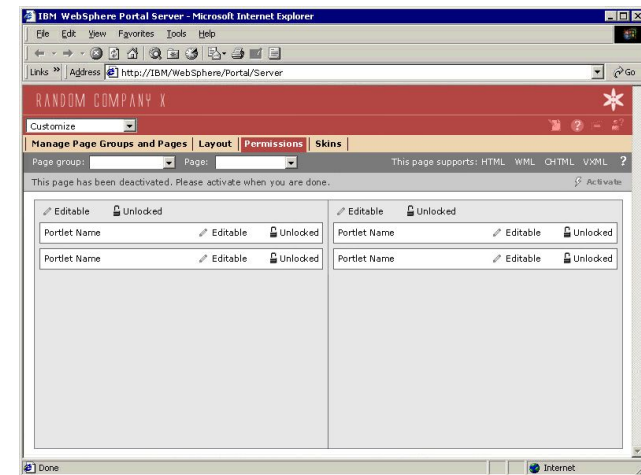 IBM WebSphere Portal Server - Microsoft Internet Explorer
File Edit View Favorites Tools Help
Links » Address http://IBM/WebSphere/Portal/Server Go
RANDOM COMPANY X
Customize
Manage Page Groups and Pages Layout Permissions Skins
Page group: Page: This page supports: HTML WML CHTML VXML ?
This page has been deactivated. Please activate when you are done. Activate
Editable Unlocked Editable Unlocked
Portlet Name Editable Unlocked Portlet Name Editable Unlocked
Portlet Name Editable Unlocked Portlet Name Editable Unlocked
Done Internet